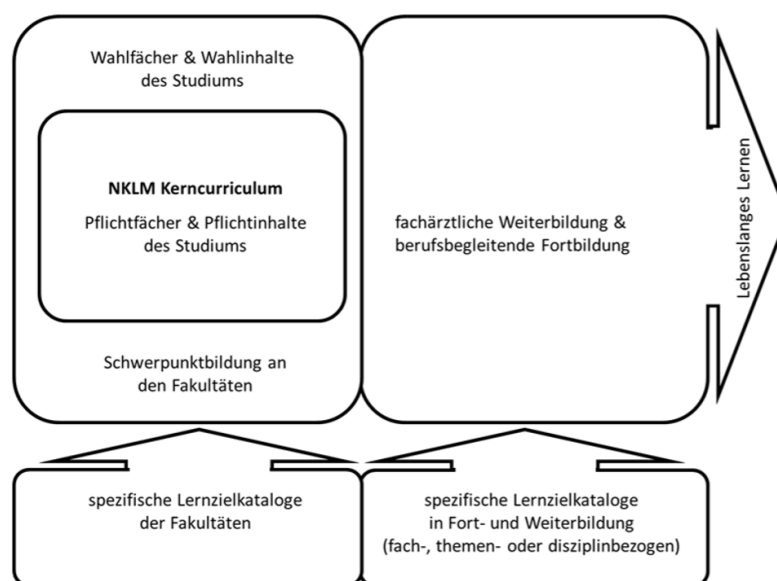 Wahlfächer & Wahlinhalte
des Studiums
NKLM Kerncurriculum
Pflichtfächer & Pflichtinhalte
des Studiums
Schwerpunktbildung an
den Fakultäten
fachärztliche Weiterbildung &
berufsbegleitende Fortbildung
Lebenslanges Lernen
spezifische Lernzielkataloge
der Fakultäten
spezifische Lernzielkataloge
in Fort- und Weiterbildung
(fach-, themen- oder disziplinbezogen)